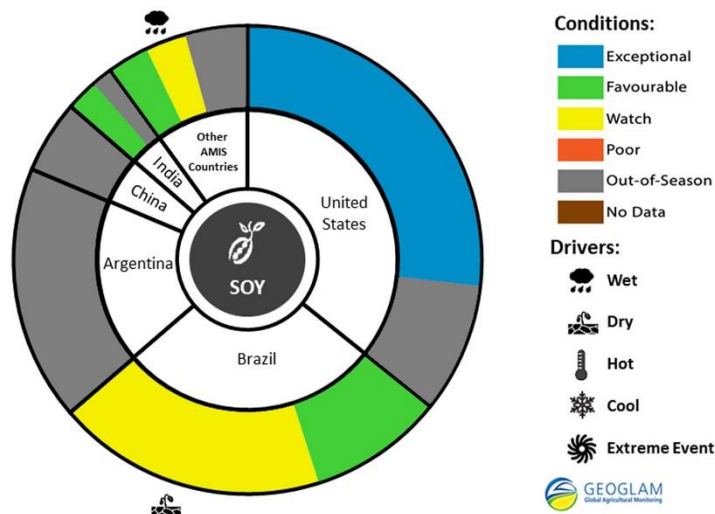 Other
AMIS
Countries
India
China
Argentina
United
States
SOY
Brazil
Conditions:
Exceptional
Favourable
Watch
Poor
Out-of-Season
No Data
Drivers:
Wet
Dry
Hot
Cool
Extreme Event
GEOGLAM
Global Agricultural Monitoring